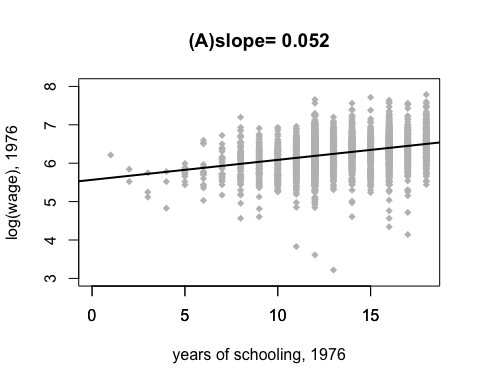 (A)slope= 0.052
8
7
6
5
4
3
log(wage), 1976
0 5 10 15
years of schooling, 1976